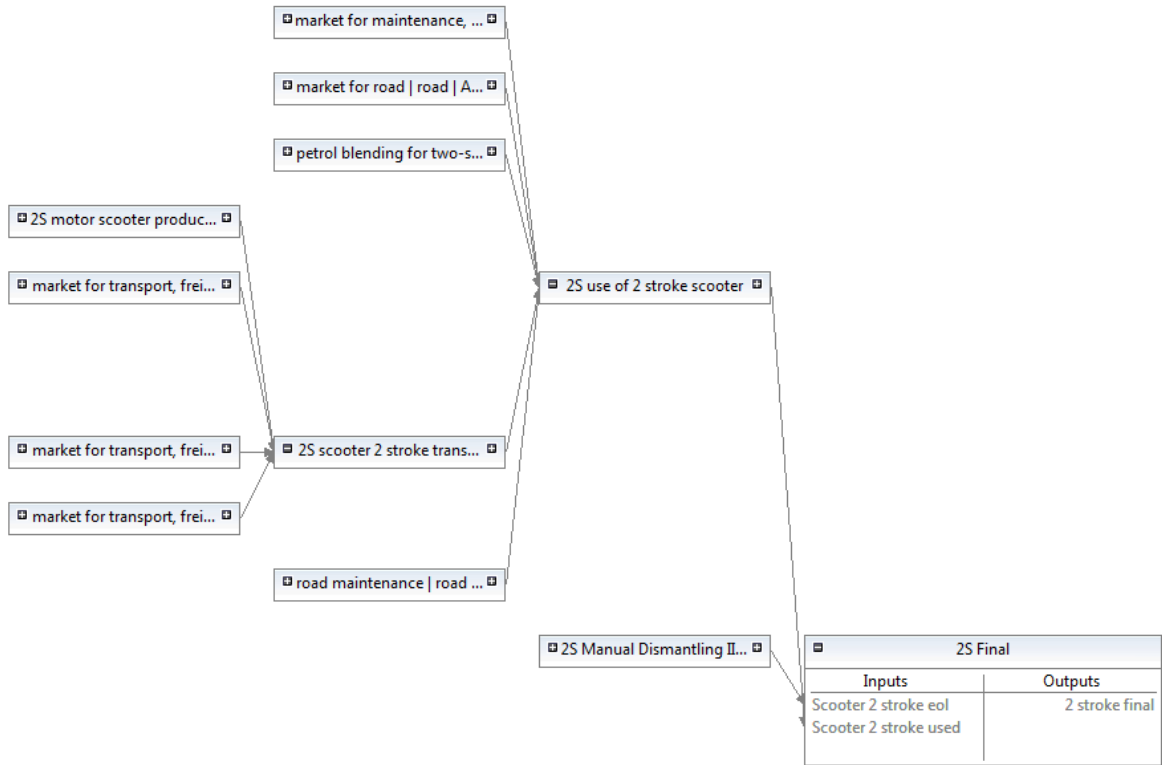 market for maintenance, ...
market for road | road | A...
petrol blending for two-s...
2S motor scooter produc...
market for transport, frei...
2S use of 2 stroke scooter
market for transport, frei...
2S scooter 2 stroke trans...
market for transport, frei...
road maintenance | road ...
2S Manual Dismantling II...
2S Final
Inputs
Outputs
Scooter 2 stroke eol
2 stroke final
Scooter 2 stroke used